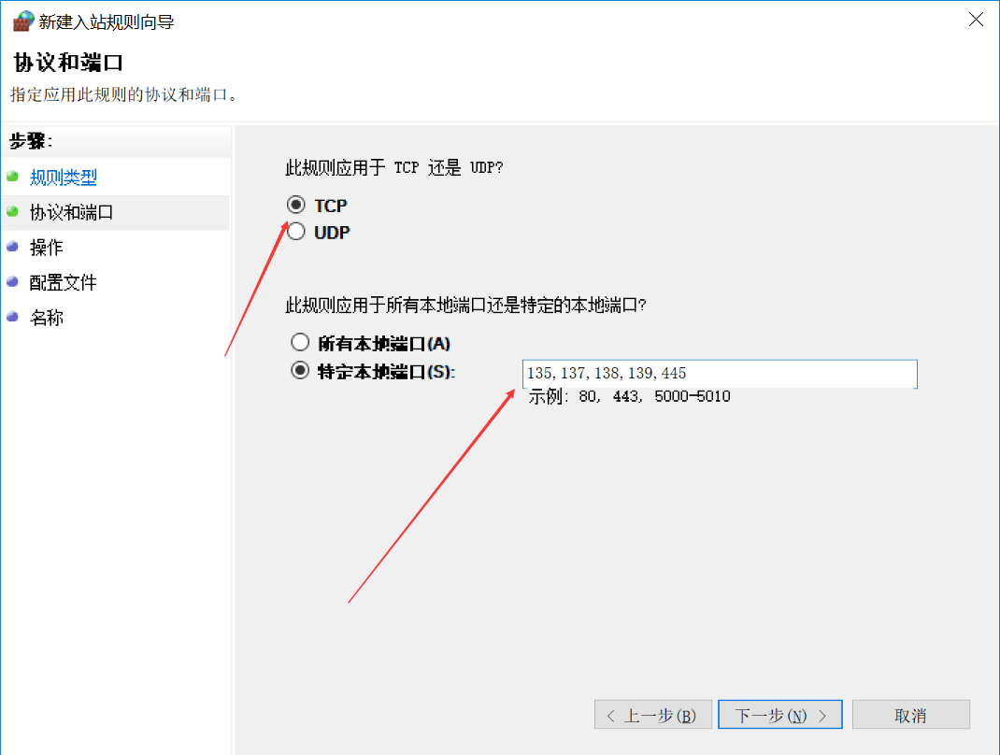 新建入站规则向导
协议和端口
指定应用此规则的协议和端口。
步骤:
规则类型
协议和端口
操作
配置文件
名称
此规则应用于 TCP 还是 UDP?
TCP
UDP
此规则应用于所有本地端口还是特定的本地端口?
所有本地端口(A)
特定本地端口(S):
135,137,138,139,445
示例: 80, 443, 5000-5010
< 上一步(B)
下一步(N) >
取消